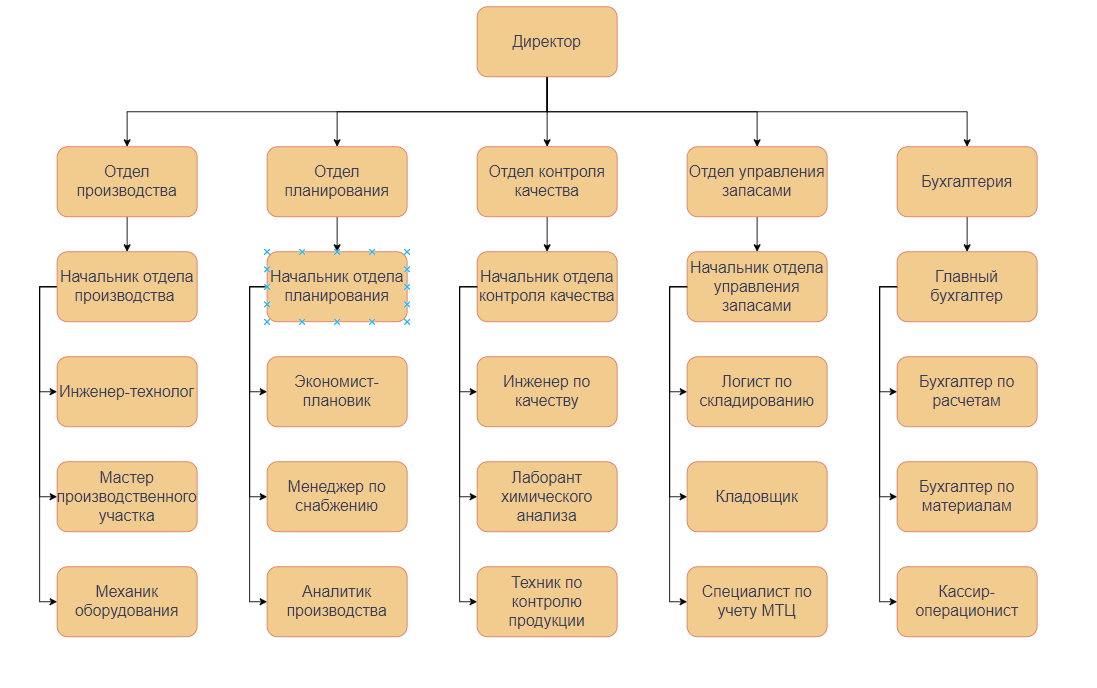 Директор
Отдел
производства
Отдел
планирования
Отдел контроля
качества
Отдел управления
запасами
Бухгалтерия
Начальник отдела
производства
Начальник отдела
планирования
Начальник отдела
контроля качества
Начальник отдела
управления
запасами
Главный
бухгалтер
Инженер-технолог
Экономист-
плановик
Инженер по
качеству
Логист по
складированию
Бухгалтер по
расчетам
Мастер
производственного
участка
Менеджер по
снабжению
Лаборант
химического
анализа
Кладовщик
Бухгалтер по
материалам
Механик
оборудования
Аналитик
производства
Техник по
контролю
продукции
Специалист по
учету МТЦ
Кассир-
операционист